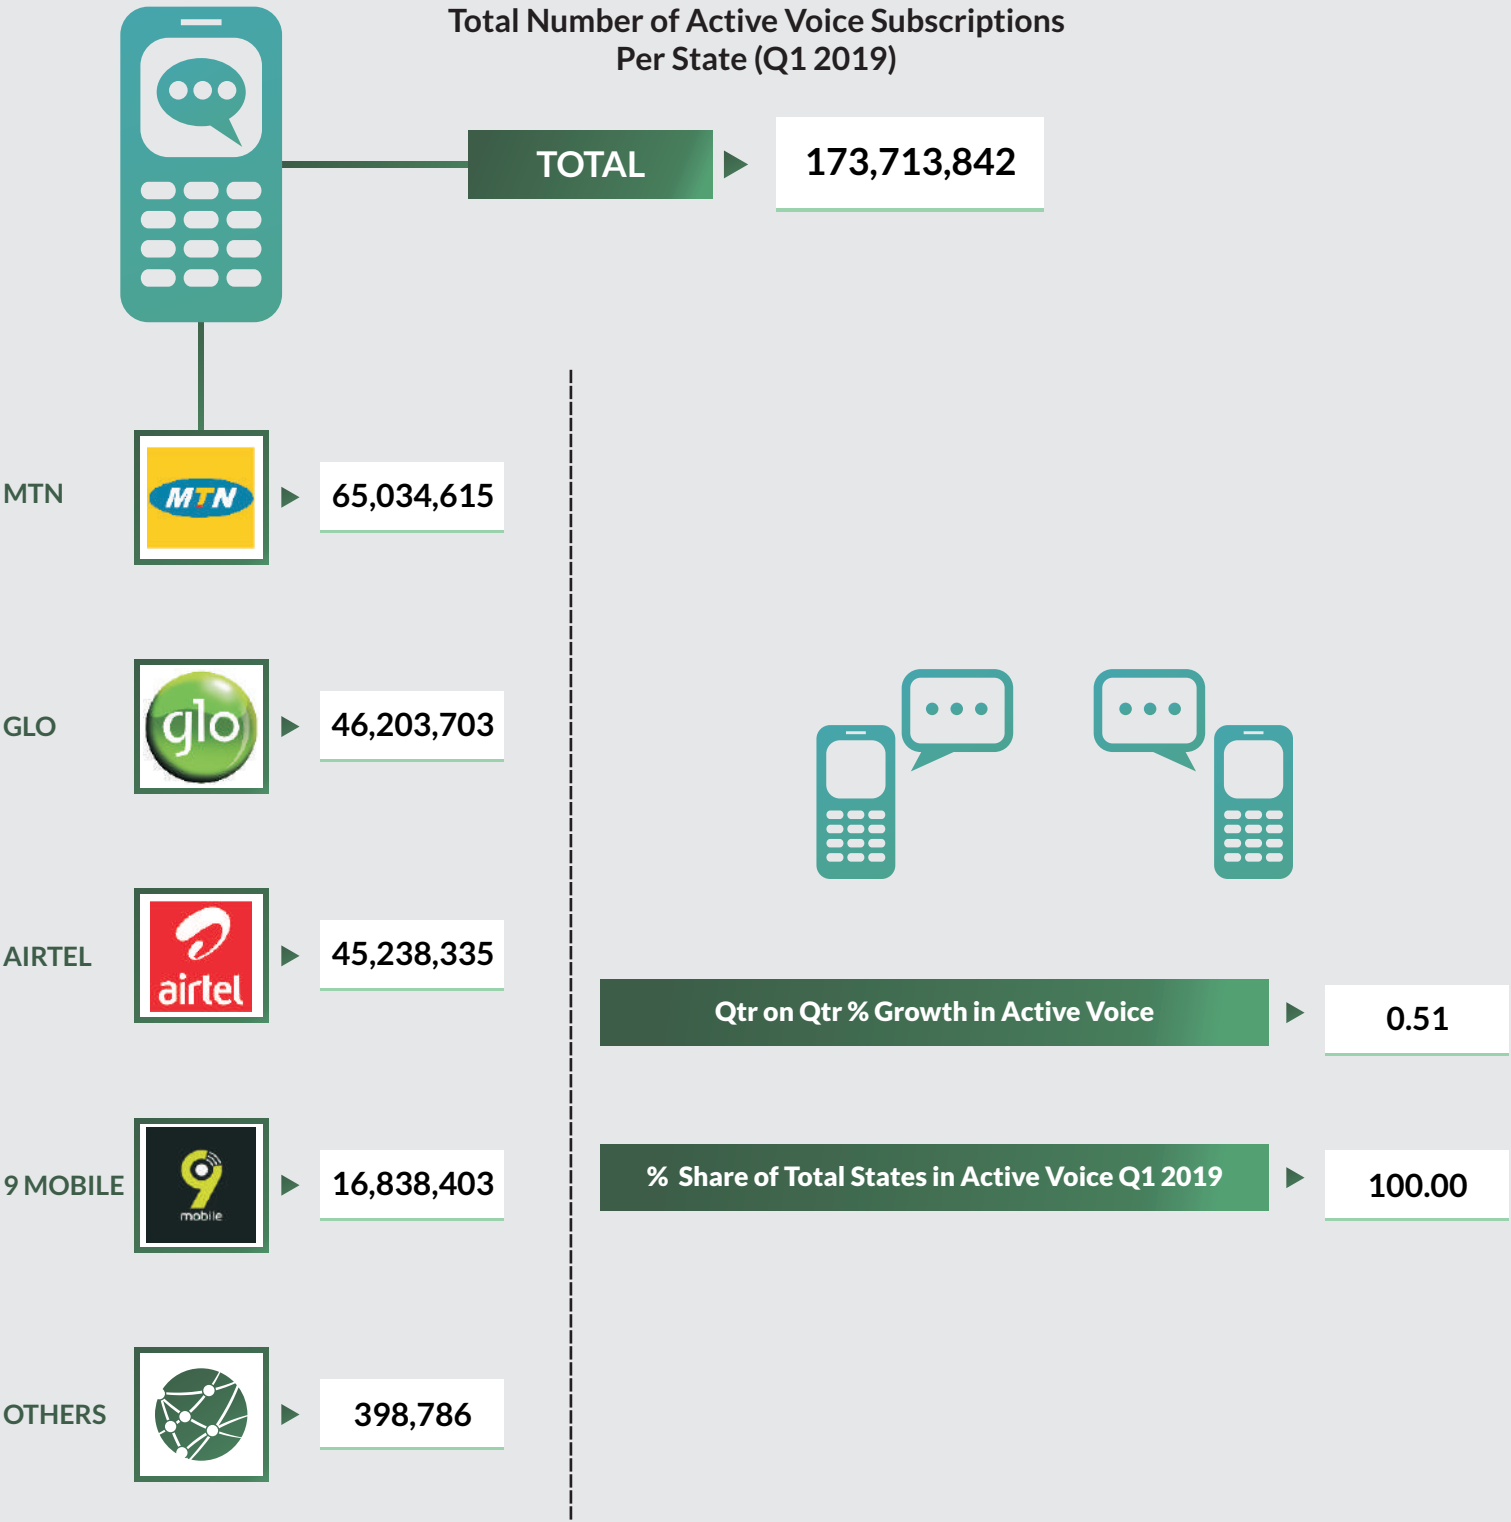 Total Number of Active Voice Subscriptions
Per State (Q1 2019)
TOTAL
173,713,842
MTN
MTN
65,034,615
GLO
glo
46,203,703
AIRTEL
airtel
45,238,335
9 MOBILE
9
mobile
16,838,403
OTHERS
398,786
Qtr on Qtr % Growth in Active Voice
0.51
% Share of Total States in Active Voice Q1 2019
100.00